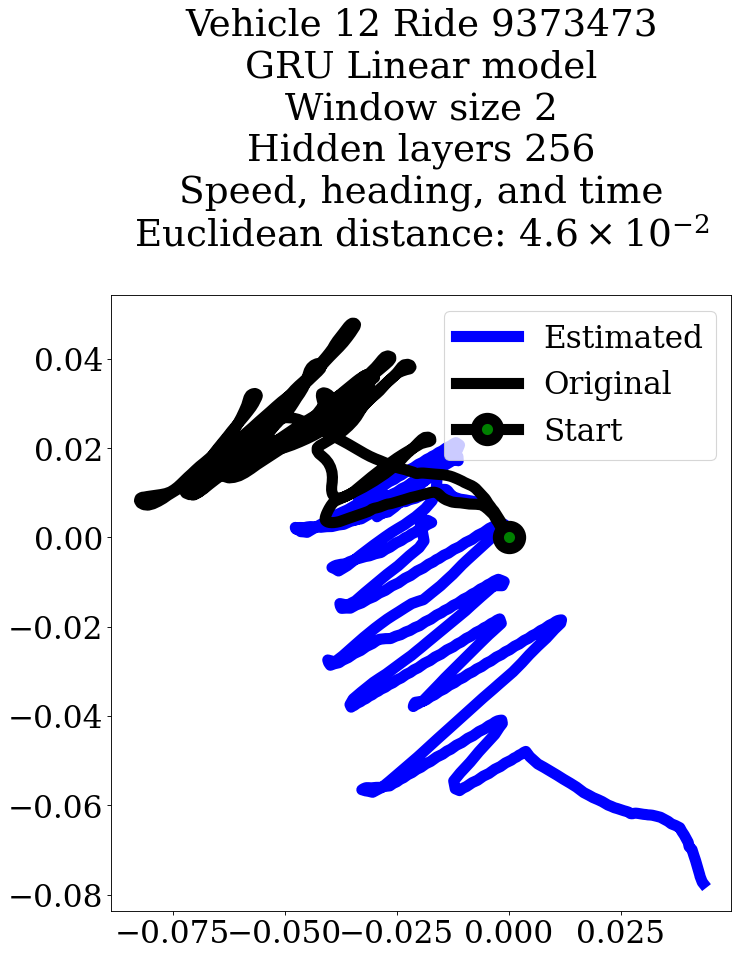 Vehicle 12 Ride 9373473
GRU Linear model
Window size 2
Hidden layers 256
Speed, heading, and time
Euclidean distance: 4.6 × 10⁻²
Estimated
Original
Start
0.04
0.02
0.00
−0.02
−0.04
−0.06
−0.08
−0.075 −0.050 −0.025 0.000 0.025